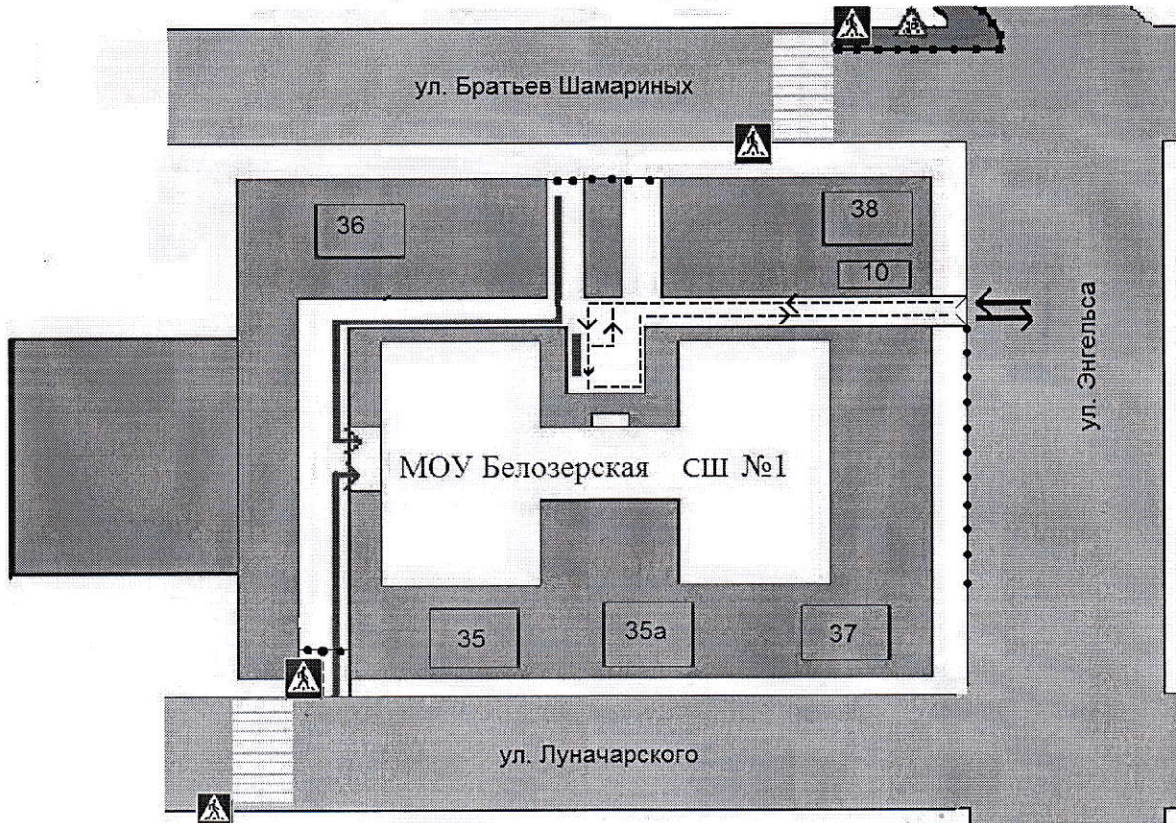 ул. Братьев Шамариных
36
38
10
ул. Энгельса
МОУ Белозерская СШ №1
35
35а
37
ул. Луначарского